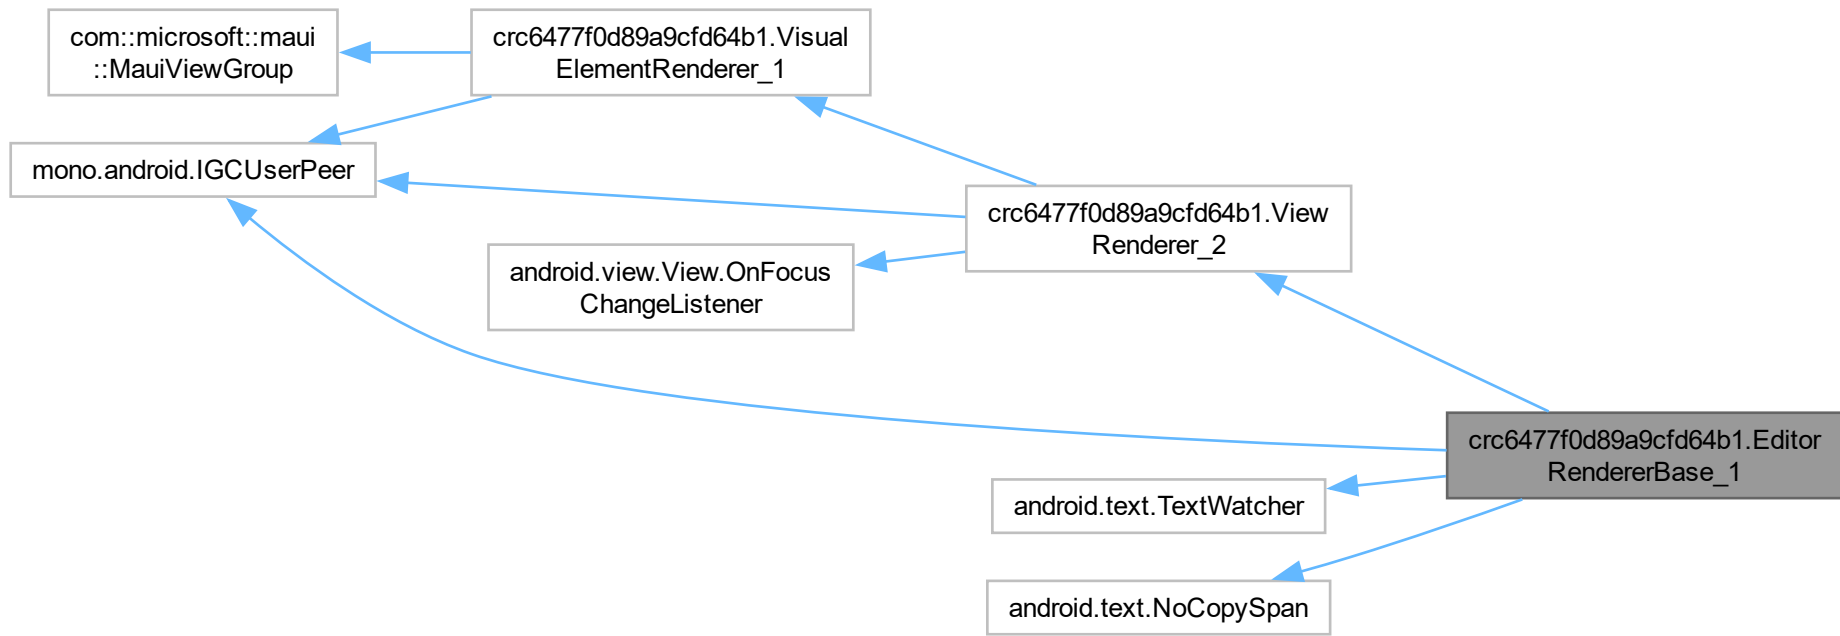 com::microsoft::maui
::MauiViewGroup
crc6477f0d89a9cfd64b1.Visual
ElementRenderer_1
mono.android.IGCUserPeer
crc6477f0d89a9cfd64b1.View
Renderer_2
android.view.View.OnFocus
ChangeListener
crc6477f0d89a9cfd64b1.Editor
RendererBase_1
android.text.TextWatcher
android.text.NoCopySpan